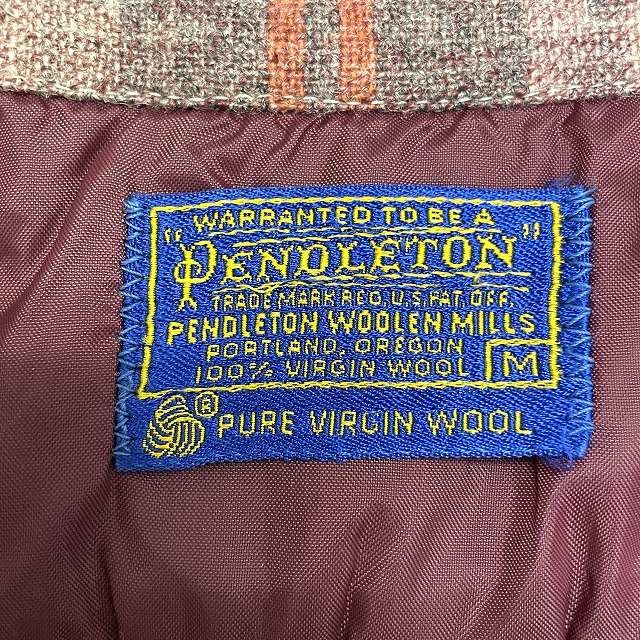 WARRANTED TO BE A
"PENDLETON"
TRADE MARK REG. U.S. PAT. OFF.
PENDLETON WOOLEN MILLS
PORTLAND, OREGON
100% VIRGIN WOOL M
® PURE VIRGIN WOOL